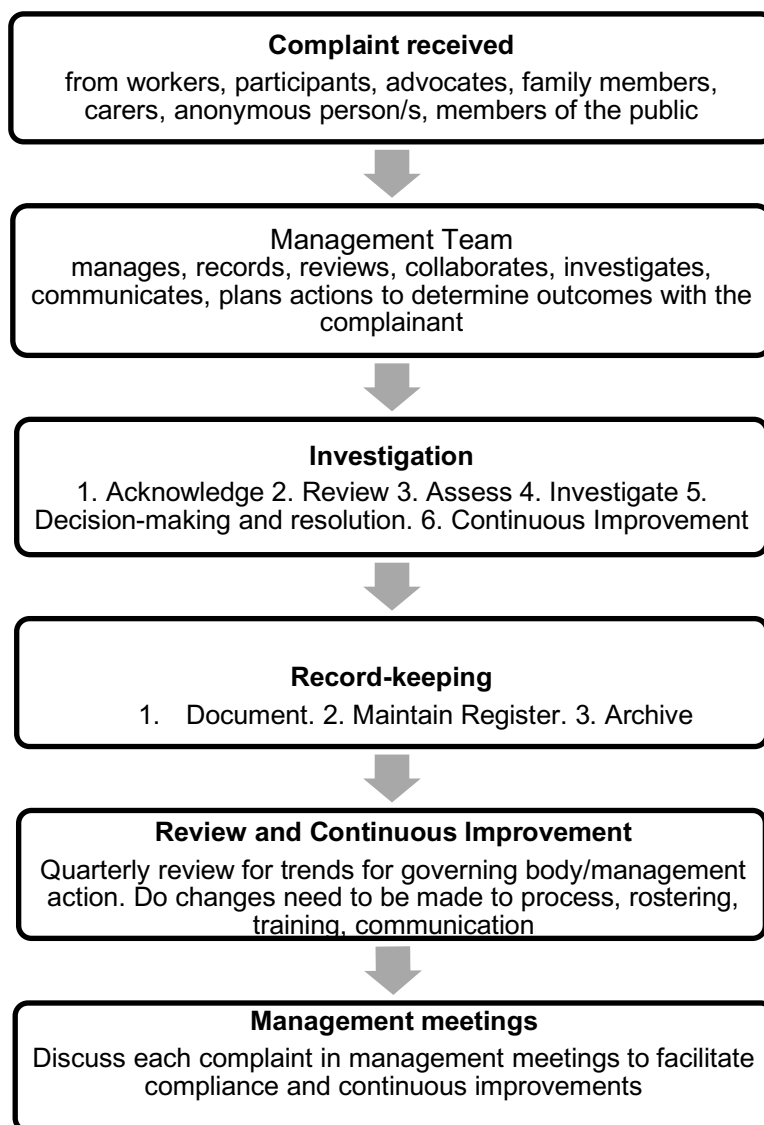 Complaint received
from workers, participants, advocates, family members,
carers, anonymous person/s, members of the public
Management Team
manages, records, reviews, collaborates, investigates,
communicates, plans actions to determine outcomes with the
complainant
Investigation
1. Acknowledge 2. Review 3. Assess 4. Investigate 5.
Decision-making and resolution. 6. Continuous Improvement
Record-keeping
1. Document. 2. Maintain Register. 3. Archive
Review and Continuous Improvement
Quarterly review for trends for governing body/management
action. Do changes need to be made to process, rostering,
training, communication
Management meetings
Discuss each complaint in management meetings to facilitate
compliance and continuous improvements